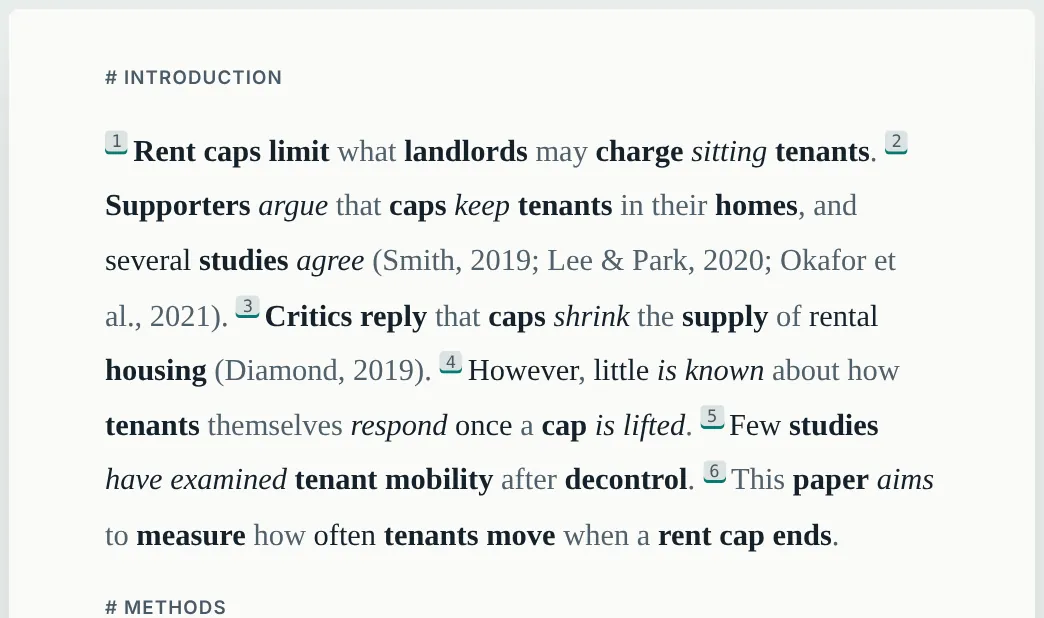 # INTRODUCTION
1 Rent caps limit what landlords may charge sitting tenants. 2
Supporters argue that caps keep tenants in their homes, and
several studies agree (Smith, 2019; Lee & Park, 2020; Okafor et
al., 2021). 3 Critics reply that caps shrink the supply of rental
housing (Diamond, 2019). 4 However, little is known about how
tenants themselves respond once a cap is lifted. 5 Few studies
have examined tenant mobility after decontrol. 6 This paper aims
to measure how often tenants move when a rent cap ends.
# METHODS